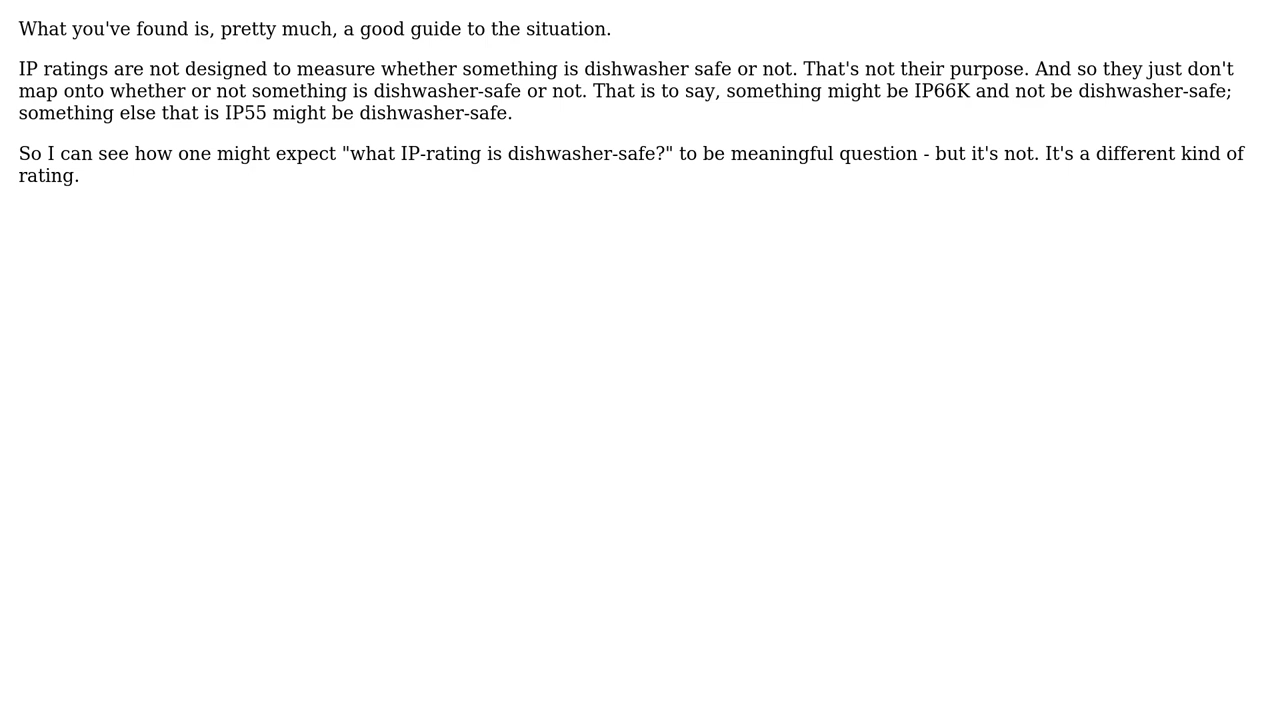 What you've found is, pretty much, a good guide to the situation.
IP ratings are not designed to measure whether something is dishwasher safe or not. That's not their purpose. And so they just don't
map onto whether or not something is dishwasher-safe or not. That is to say, something might be IP66K and not be dishwasher-safe;
something else that is IP55 might be dishwasher-safe.
So I can see how one might expect "what IP-rating is dishwasher-safe?" to be meaningful question - but it's not. It's a different kind of
rating.